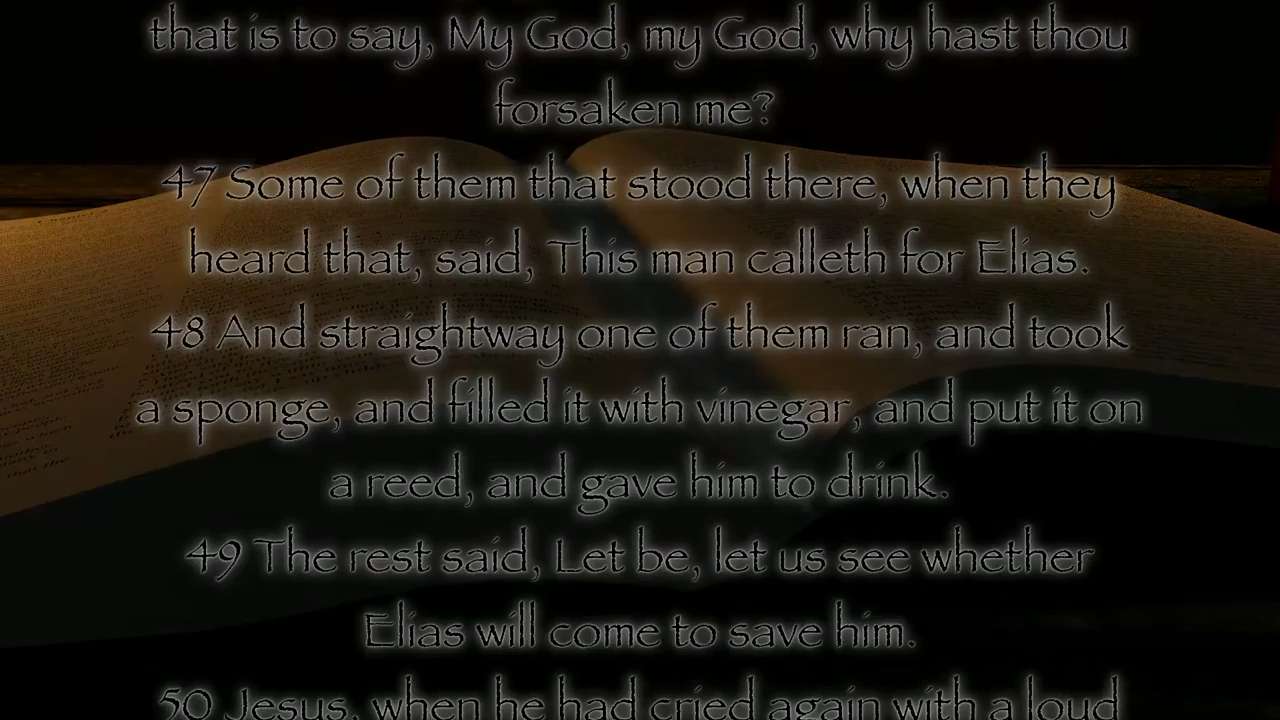 that is to say, My God, my God, why hast thou
forsaken me?
47 Some of them that stood there, when they
heard that, said, This man calleth for Elias.
48 And straightway one of them ran, and took
a sponge, and filled it with vinegar, and put it on
a reed, and gave him to drink.
49 The rest said, Let be, let us see whether
Elias will come to save him.
50 Jesus, when he had cried again with a loud